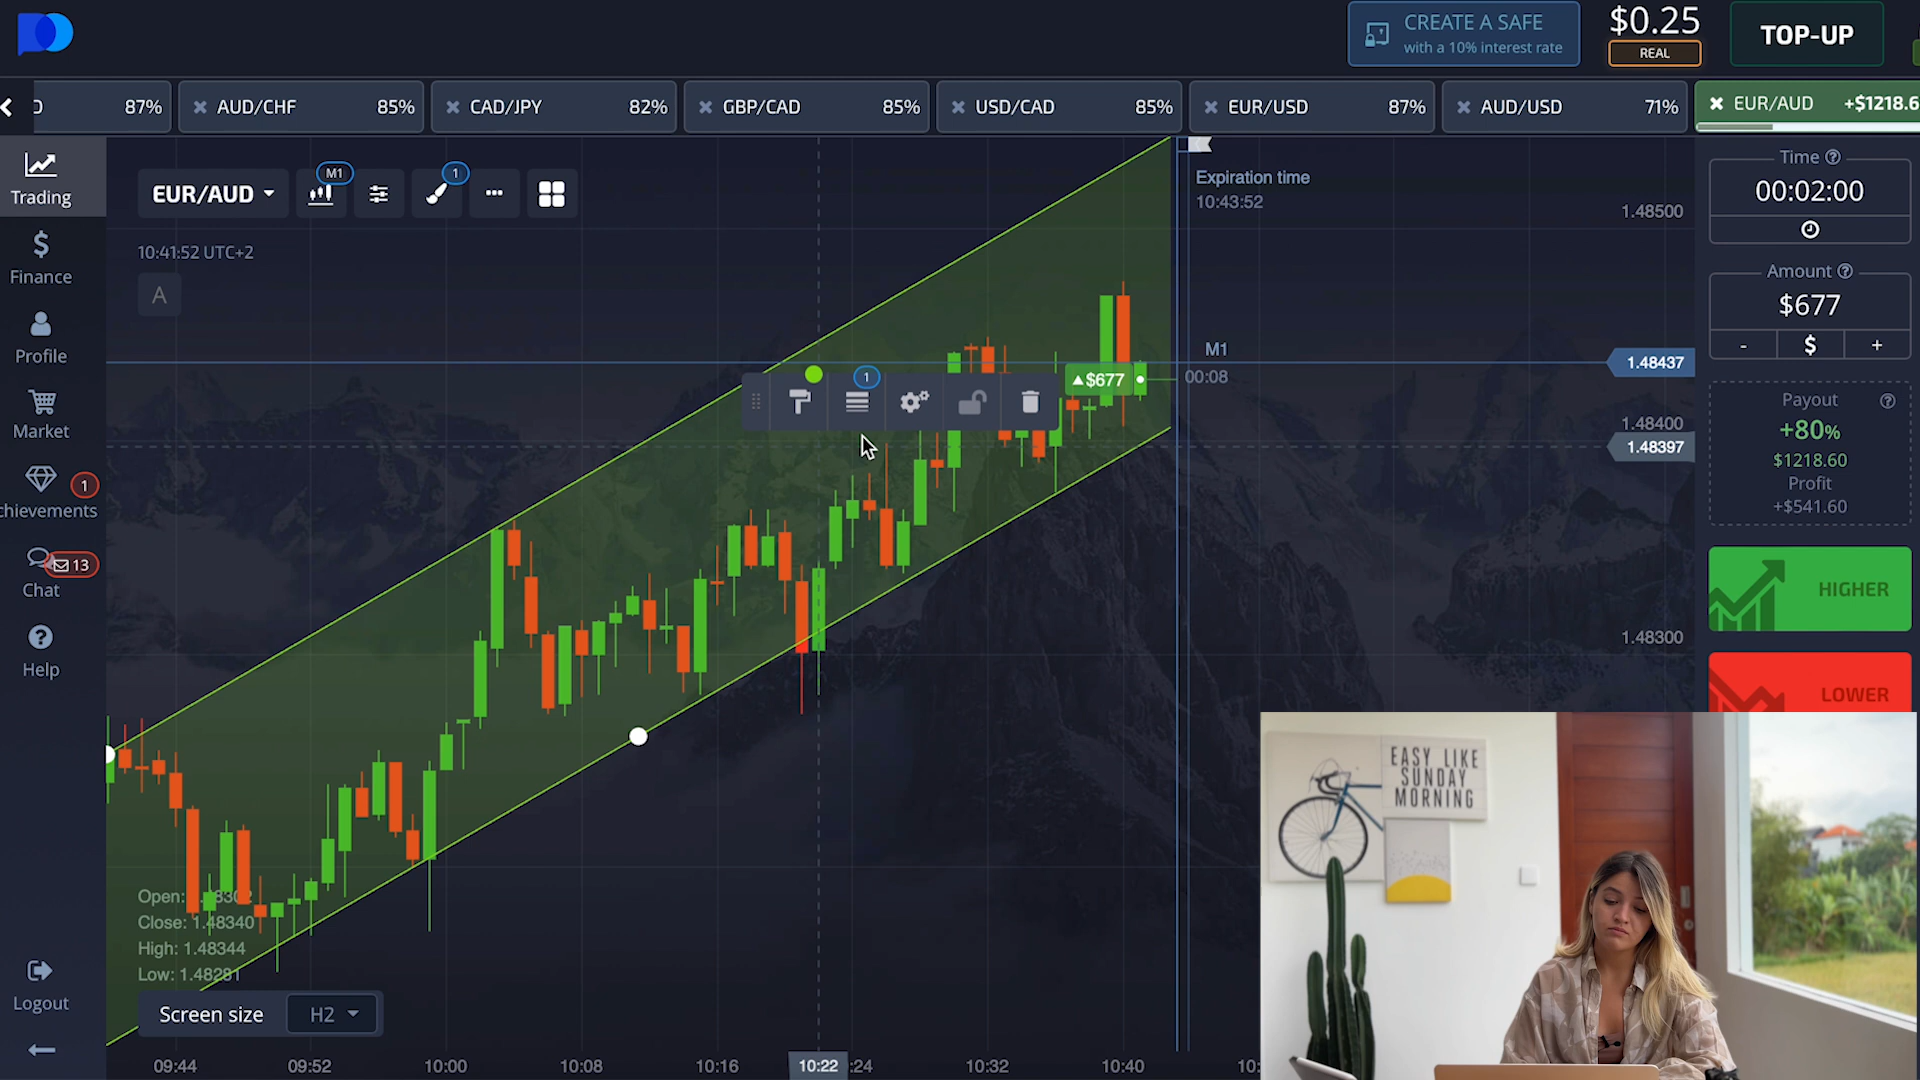 CREATE A SAFE
with a 10% interest rate
$0.25
REAL
TOP-UP
87%
AUD/CHF 85%
CAD/JPY 82%
GBP/CAD 85%
USD/CAD 85%
EUR/USD 87%
AUD/USD 71%
EUR/AUD +$1218.6
Trading
Finance
Profile
Market
1
chievements
13
Chat
Help
Logout
EUR/AUD
M1
1
10:41:52 UTC+2
A
Expiration time
10:43:52
M1
00:08
1
$677
1.48500
1.48437
1.48400
1.48397
1.48300
Time
00:02:00
Amount
$677
- $ +
Payout
+80%
$1218.60
Profit
+$541.60
HIGHER
LOWER
Open:
Close: 1.48340
High: 1.48344
Low: 1.48281
Screen size H2
09:44 09:52 10:00 10:08 10:16 10:22 :24 10:32 10:40 10:
EASY LIKE
SUNDAY
MORNING